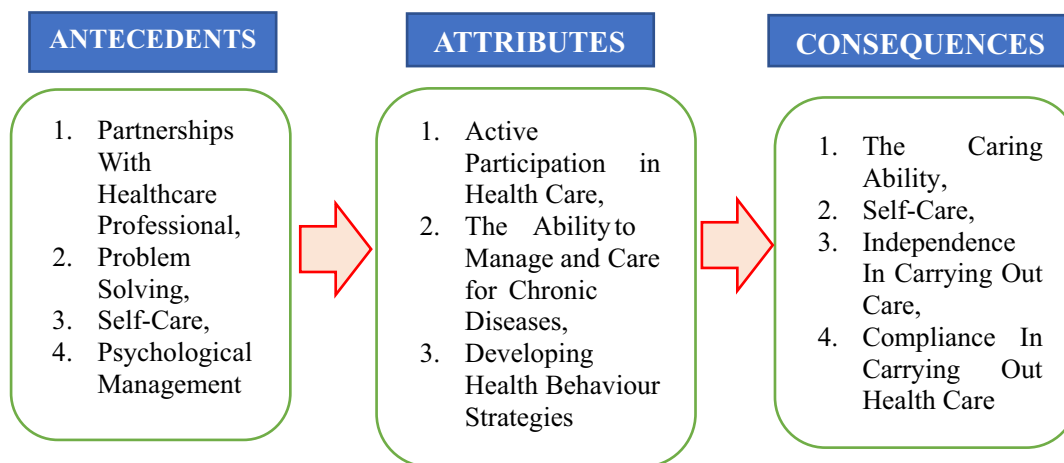 ANTECEDENTS
1. Partnerships
With
Healthcare
Professional,
2. Problem
Solving,
3. Self-Care,
4. Psychological
Management
ATTRIBUTES
1. Active
Participation in
Health Care,
2. The Ability to
Manage and Care
for Chronic
Diseases,
3. Developing
Health Behaviour
Strategies
CONSEQUENCES
1. The Caring
Ability,
2. Self-Care,
3. Independence
In Carrying Out
Care,
4. Compliance In
Carrying Out
Health Care